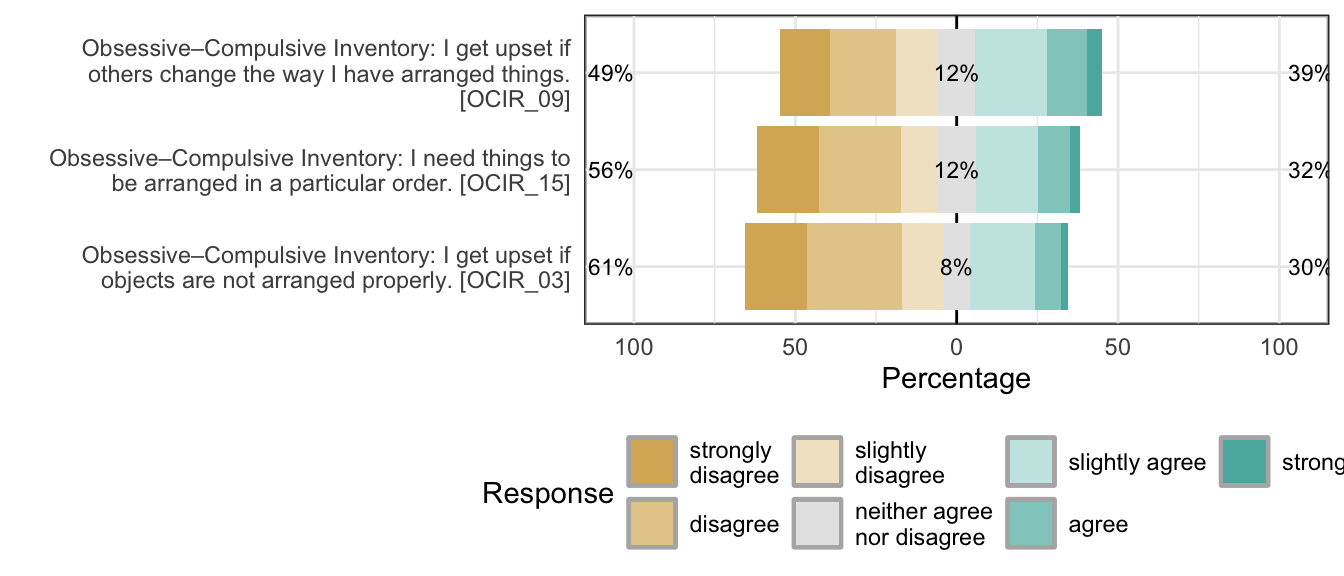 Obsessive–Compulsive Inventory: I get upset if
others change the way I have arranged things.
[OCIR_09]
49%
12%
39%
Obsessive–Compulsive Inventory: I need things to
be arranged in a particular order. [OCIR_15]
56%
12%
32%
Obsessive–Compulsive Inventory: I get upset if
objects are not arranged properly. [OCIR_03]
61%
8%
30%
100 50 0 50 100
Percentage
Response
strongly
disagree
disagree
slightly
disagree
neither agree
nor disagree
slightly agree
agree